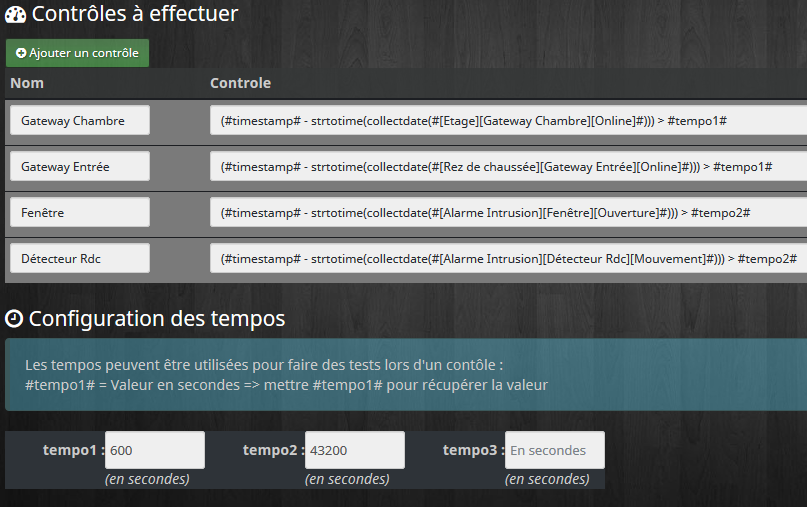 Contrôles à effectuer
Ajouter un contrôle
Nom Controle
Gateway Chambre (#timestamp# - strtotime(collectdate(#[Etage][Gateway Chambre][Online]#))) > #tempo1#
Gateway Entrée (#timestamp# - strtotime(collectdate(#[Rez de chaussée][Gateway Entrée][Online]#))) > #tempo1#
Fenêtre (#timestamp# - strtotime(collectdate(#[Alarme Intrusion][Fenêtre][Ouverture]#))) > #tempo2#
Détecteur Rdc (#timestamp# - strtotime(collectdate(#[Alarme Intrusion][Détecteur Rdc][Mouvement]#))) > #tempo2#
Configuration des tempos
Les tempos peuvent être utilisées pour faire des tests lors d'un contôle :
#tempo1# = Valeur en secondes => mettre #tempo1# pour récupérer la valeur
tempo1 : 600 tempo2 : 43200 tempo3 : En secondes
(en secondes) (en secondes) (en secondes)